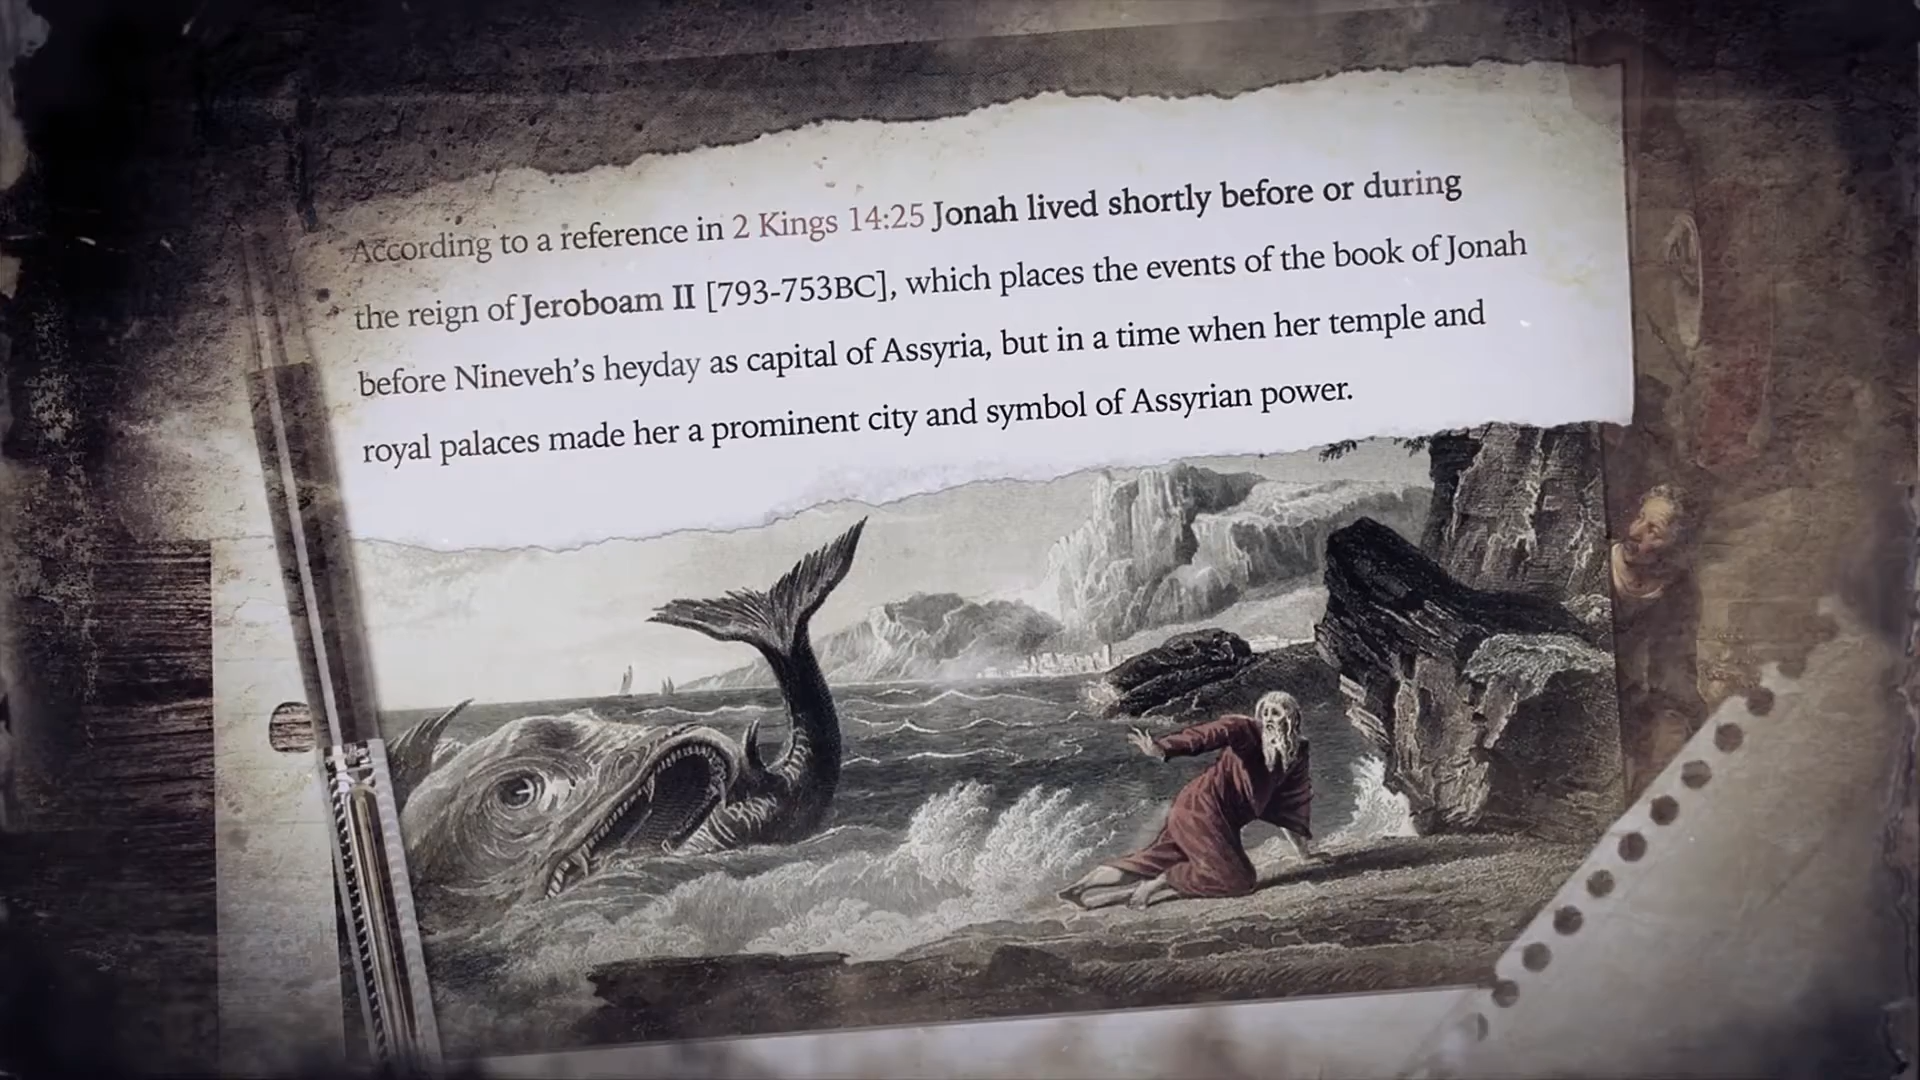 According to a reference in 2 Kings 14:25 Jonah lived shortly before or during
the reign of Jeroboam II [793-753BC], which places the events of the book of Jonah
before Nineveh’s heyday as capital of Assyria, but in a time when her temple and
royal palaces made her a prominent city and symbol of Assyrian power.